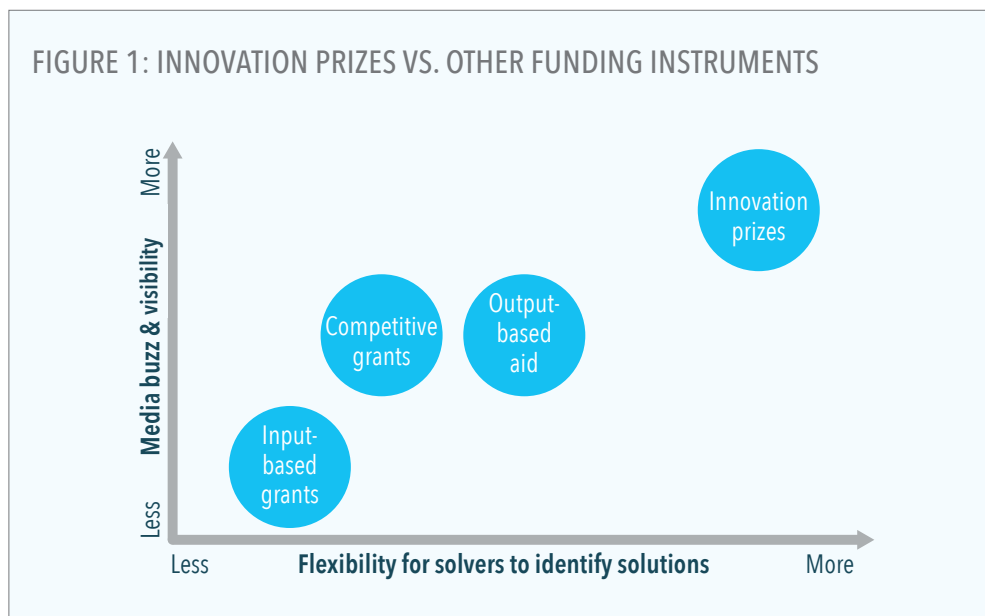 FIGURE 1: INNOVATION PRIZES VS. OTHER FUNDING INSTRUMENTS
More
Media buzz & visibility
Less
Innovation
prizes
Competitive
grants
Output-
based
aid
Input-
based
grants
Less
Flexibility for solvers to identify solutions
More